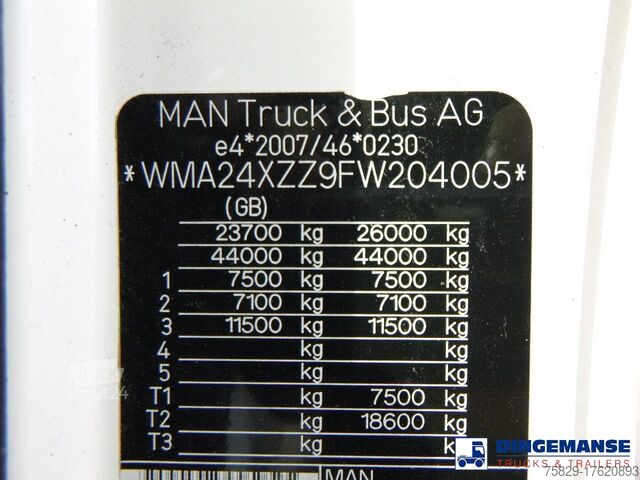 MAN Truck & Bus AG
e4*2007/46*0230
*WMA24XZZ9FW204005*
(GB)
23700 kg 26000 kg
44000 kg 44000 kg
1 7500 kg 7500 kg
2 7100 kg 7100 kg
3 11500 kg 11500 kg
4 kg kg
5 kg kg
T1 kg 7500 kg
T2 kg 18600 kg
T3 kg
MAN
DINGEMANSE
TRUCKS & TRAILERS
75829-17620893